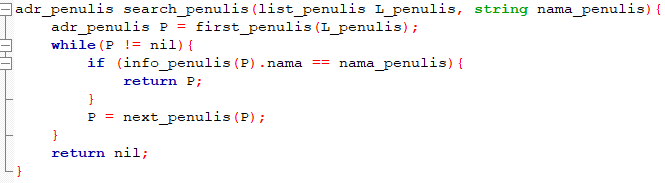 adr_penulis search_penulis(list_penulis L_penulis, string nama_penulis){
    adr_penulis P = first_penulis(L_penulis);
    while(P != nil){
        if (info_penulis(P).nama == nama_penulis){
            return P;
        }
        P = next_penulis(P);
    }
    return nil;
}